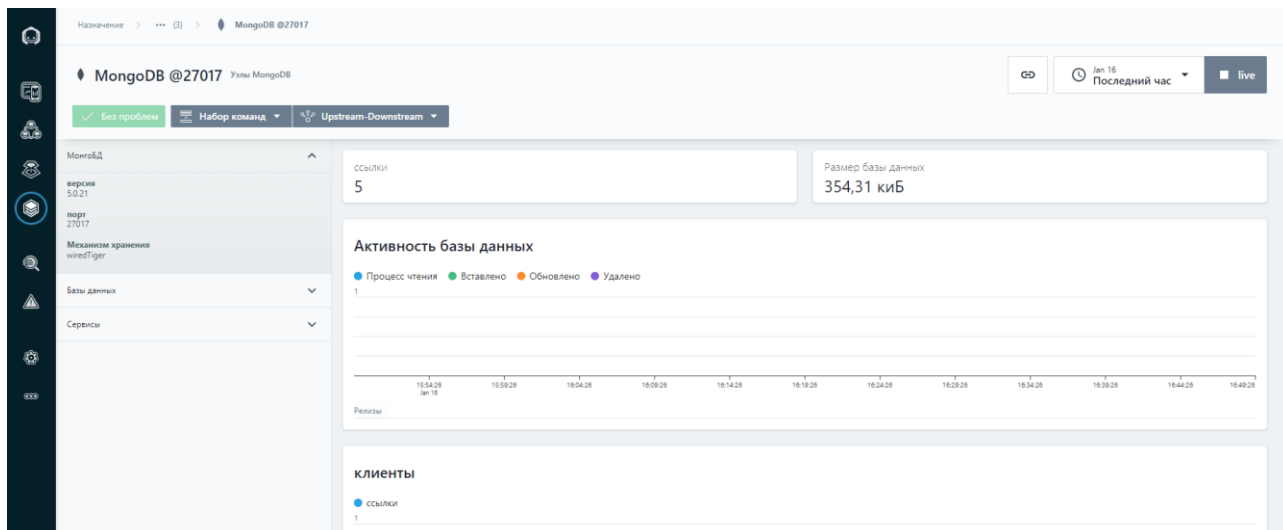 Назначение > ••• (3) > MongoDB @27017
MongoDB @27017 Узлы MongoDB
Jan 16
Последний час
live
Без проблем
Набор команд
Upstream-Downstream
МонгоБД
версия
5.0.21
порт
27017
Механизм хранения
wiredTiger
Базы данных
Сервисы
ссылки
5
Размер базы данных
354,31 киБ
Активность базы данных
Процесс чтения Вставлено Обновлено Удалено
1
15:54:26 15:59:26 16:04:26 16:09:26 16:14:26 16:19:26 16:24:26 16:29:26 16:34:26 16:39:26 16:44:26 16:49:26
Jan 16
Релизы
клиенты
ссылки
1